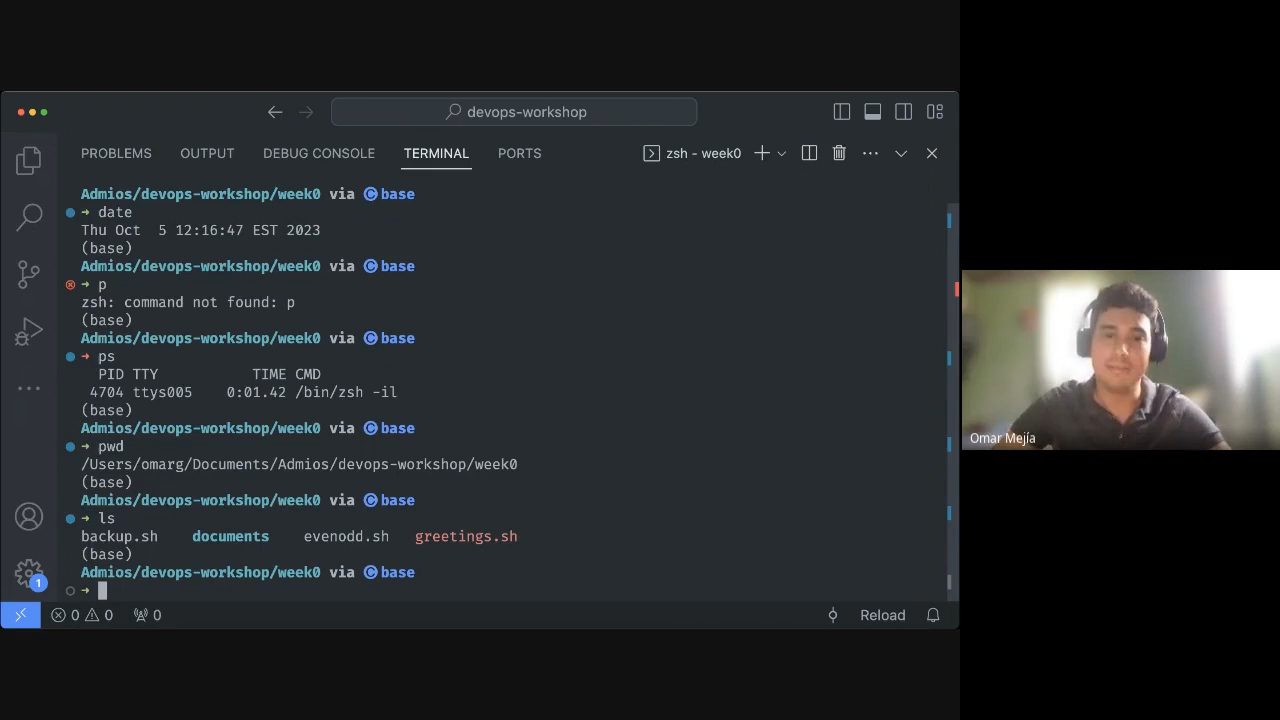 devops-workshop
PROBLEMS OUTPUT DEBUG CONSOLE TERMINAL PORTS zsh - week0
Admios/devops-workshop/week0 via C base
➜ date
Thu Oct  5 12:16:47 EST 2023
(base)
Admios/devops-workshop/week0 via C base
➜ p
zsh: command not found: p
(base)
Admios/devops-workshop/week0 via C base
➜ ps
  PID TTY           TIME CMD
 4704 ttys005    0:01.42 /bin/zsh -il
(base)
Admios/devops-workshop/week0 via C base
➜ pwd
/Users/omarg/Documents/Admios/devops-workshop/week0
(base)
Admios/devops-workshop/week0 via C base
➜ ls
backup.sh    documents    evenodd.sh   greetings.sh
(base)
Admios/devops-workshop/week0 via C base
➜
1
0 0 0 Reload
Omar Mejía